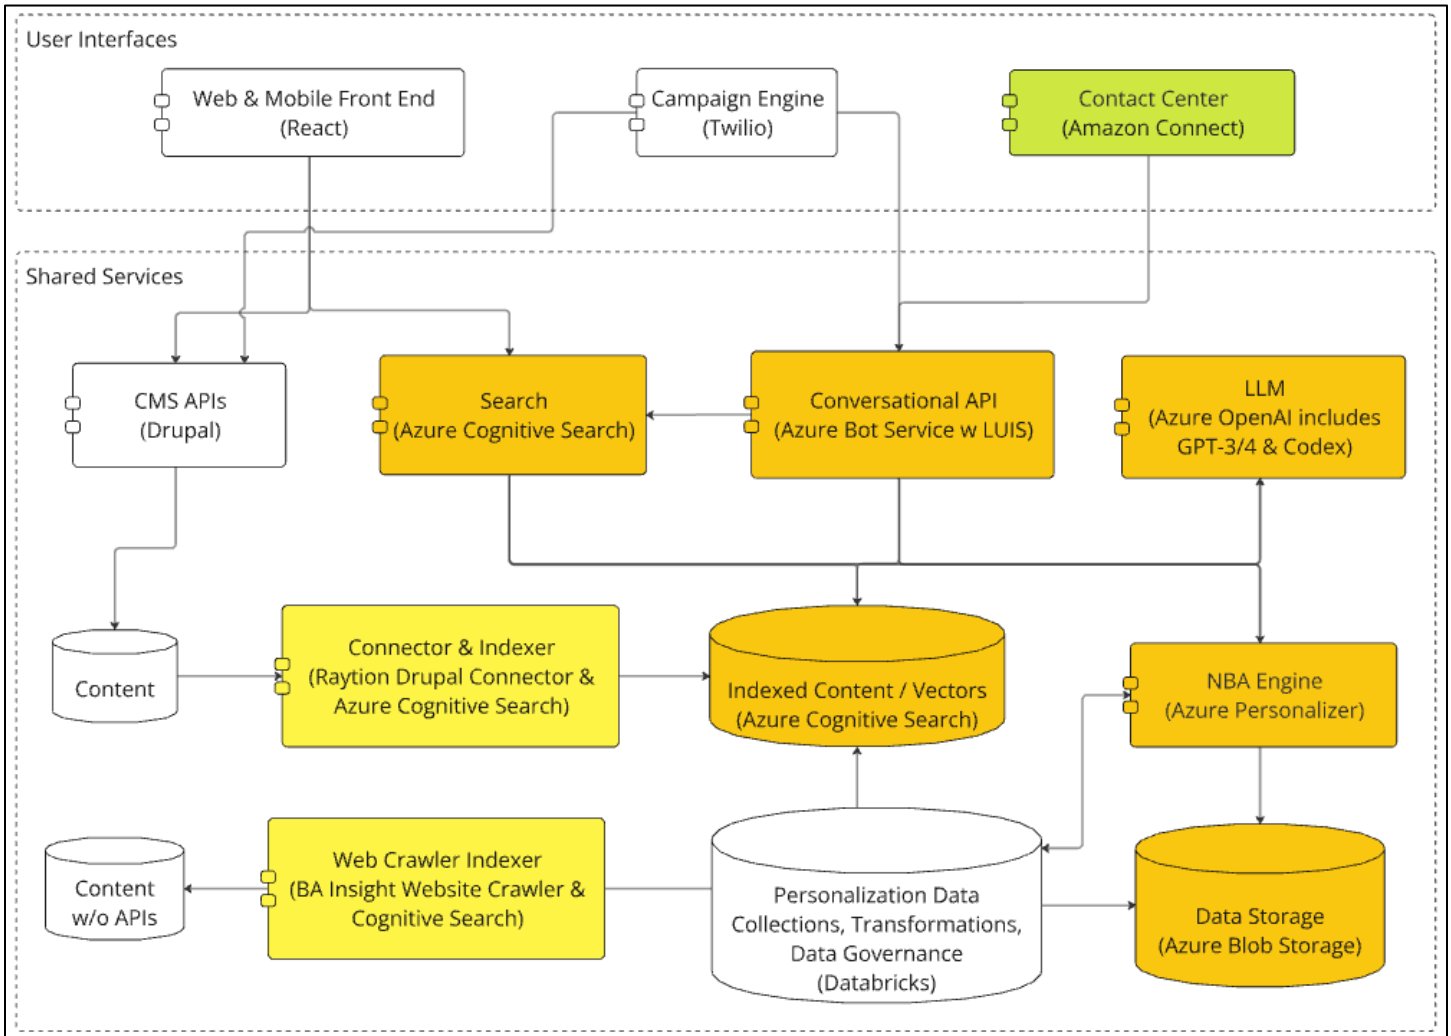 User Interfaces
Web & Mobile Front End
(React)
Campaign Engine
(Twilio)
Contact Center
(Amazon Connect)
Shared Services
CMS APIs
(Drupal)
Search
(Azure Cognitive Search)
Conversational API
(Azure Bot Service w LUIS)
LLM
(Azure OpenAI includes
GPT-3/4 & Codex)
Content
Connector & Indexer
(Raytion Drupal Connector &
Azure Cognitive Search)
Indexed Content / Vectors
(Azure Cognitive Search)
NBA Engine
(Azure Personalizer)
Content
w/o APIs
Web Crawler Indexer
(BA Insight Website Crawler &
Cognitive Search)
Personalization Data
Collections, Transformations,
Data Governance
(Databricks)
Data Storage
(Azure Blob Storage)